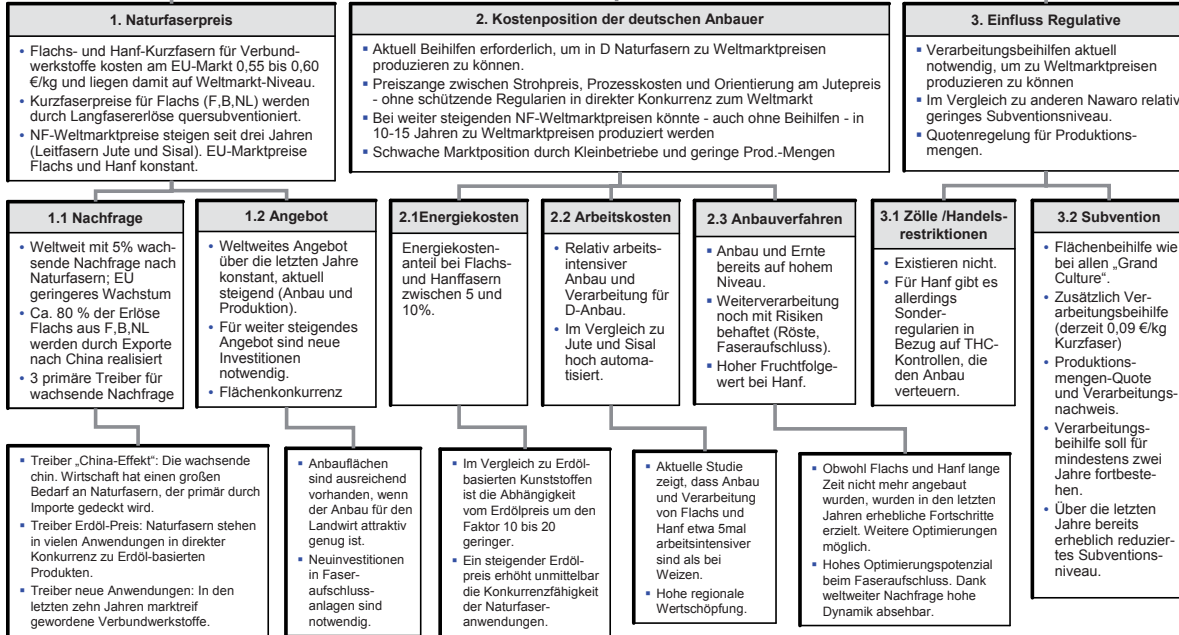 1. Naturfaserpreis
Flachs- und Hanf-Kurzfasern für Verbund-
werkstoffe kosten am EU-Markt 0,55 bis 0,60
€/kg und liegen damit auf Weltmarkt-Niveau.
Kurzfaserpreise für Flachs (F,B,NL) werden
durch Langfasererlöse quersubventioniert.
NF-Weltmarktpreise steigen seit drei Jahren
(Leitfasern Jute und Sisal). EU-Marktpreise
Flachs und Hanf konstant.
2. Kostenposition der deutschen Anbauer
Aktuell Beihilfen erforderlich, um in D Naturfasern zu Weltmarktpreisen
produzieren zu können.
Preiszange zwischen Strohpreis, Prozesskosten und Orientierung am Jutepreis
- ohne schützende Regularien in direkter Konkurrenz zum Weltmarkt
Bei weiter steigenden NF-Weltmarktpreisen könnte - auch ohne Beihilfen - in
10-15 Jahren zu Weltmarktpreisen produziert werden
Schwache Marktposition durch Kleinbetriebe und geringe Prod.-Mengen
3. Einfluss Regulative
Verarbeitungsbeihilfen aktuell
notwendig, um zu Weltmarktpreisen
produzieren zu können
Im Vergleich zu anderen Nawaro relativ
geringes Subventionsniveau.
Quotenregelung für Produktions-
mengen.
1.1 Nachfrage
Weltweit mit 5% wach-
sende Nachfrage nach
Naturfasern; EU
geringeres Wachstum
Ca. 80 % der Erlöse
Flachs aus F,B,NL
werden durch Exporte
nach China realisiert
3 primäre Treiber für
wachsende Nachfrage
1.2 Angebot
Weltweites Angebot
über die letzten Jahre
konstant, aktuell
steigend (Anbau und
Produktion).
Für weiter steigendes
Angebot sind neue
Investitionen
notwendig.
Flächenkonkurrenz
2.1Energiekosten
Energiekosten-
anteil bei Flachs-
und Hanffasern
zwischen 5 und
10%.
2.2 Arbeitskosten
Relativ arbeits-
intensiver
Anbau und
Verarbeitung für
D-Anbau.
Im Vergleich zu
Jute und Sisal
hoch automa-
tisiert.
2.3 Anbauverfahren
Anbau und Ernte
bereits auf hohem
Niveau.
Weiterverarbeitung
noch mit Risiken
behaftet (Röste,
Faseraufschluss).
Hoher Fruchtfolge-
wert bei Hanf.
3.1 Zölle /Handels-
restriktionen
Existieren nicht.
Für Hanf gibt es
allerdings
Sonder-
regularien in
Bezug auf THC-
Kontrollen, die
den Anbau
verteuern.
3.2 Subvention
Flächenbeihilfe wie
bei allen „Grand
Culture“.
Zusätzlich Ver-
arbeitungsbeihilfe
(derzeit 0,09 €/kg
Kurzfaser)
Produktions-
mengen-Quote
und Verarbeitungs-
nachweis.
Verarbeitungs-
beihilfe soll für
mindestens zwei
Jahre fortbeste-
hen.
Über die letzten
Jahre bereits
erheblich reduzier-
tes Subventions-
niveau.
Treiber „China-Effekt“: Die wachsende
chin. Wirtschaft hat einen großen
Bedarf an Naturfasern, der primär durch
Importe gedeckt wird.
Treiber Erdöl-Preis: Naturfasern stehen
in vielen Anwendungen in direkter
Konkurrenz zu Erdöl-basierten
Produkten.
Treiber neue Anwendungen: In den
letzten zehn Jahren marktreif
gewordene Verbundwerkstoffe.
Anbauflächen
sind ausreichend
vorhanden, wenn
der Anbau für den
Landwirt attraktiv
genug ist.
Neuinvestitionen
in Faser-
aufschluss-
anlagen sind
notwendig.
Im Vergleich zu Erdöl-
basierten Kunststoffen
ist die Abhängigkeit
vom Erdölpreis um den
Faktor 10 bis 20
geringer.
Ein steigender Erdöl-
preis erhöht unmittelbar
die Konkurrenzfähigkeit
der Naturfaser-
anwendungen.
Aktuelle Studie
zeigt, dass Anbau
und Verarbeitung
von Flachs und
Hanf etwa 5mal
arbeitsintensiver
sind als bei
Weizen.
Hohe regionale
Wertschöpfung.
Obwohl Flachs und Hanf lange
Zeit nicht mehr angebaut
wurden, wurden in den letzten
Jahren erhebliche Fortschritte
erzielt. Weitere Optimierungen
möglich.
Hohes Optimierungspotenzial
beim Faseraufschluss. Dank
weltweiter Nachfrage hohe
Dynamik absehbar.